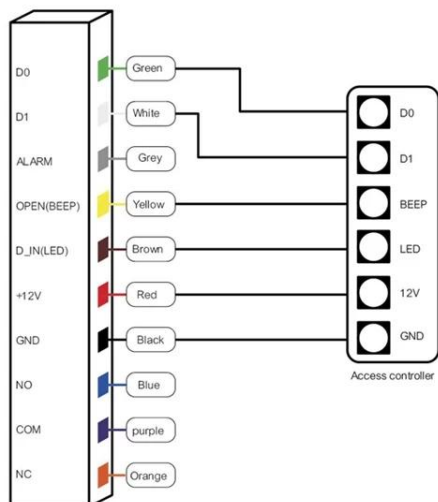 D0 Green
D0
D1 White
D1
ALARM Grey
OPEN(BEEP) Yellow BEEP
D_IN(LED) Brown LED
+12V Red 12V
GND Black GND
Access controller
NO Blue
COM purple
NC Orange